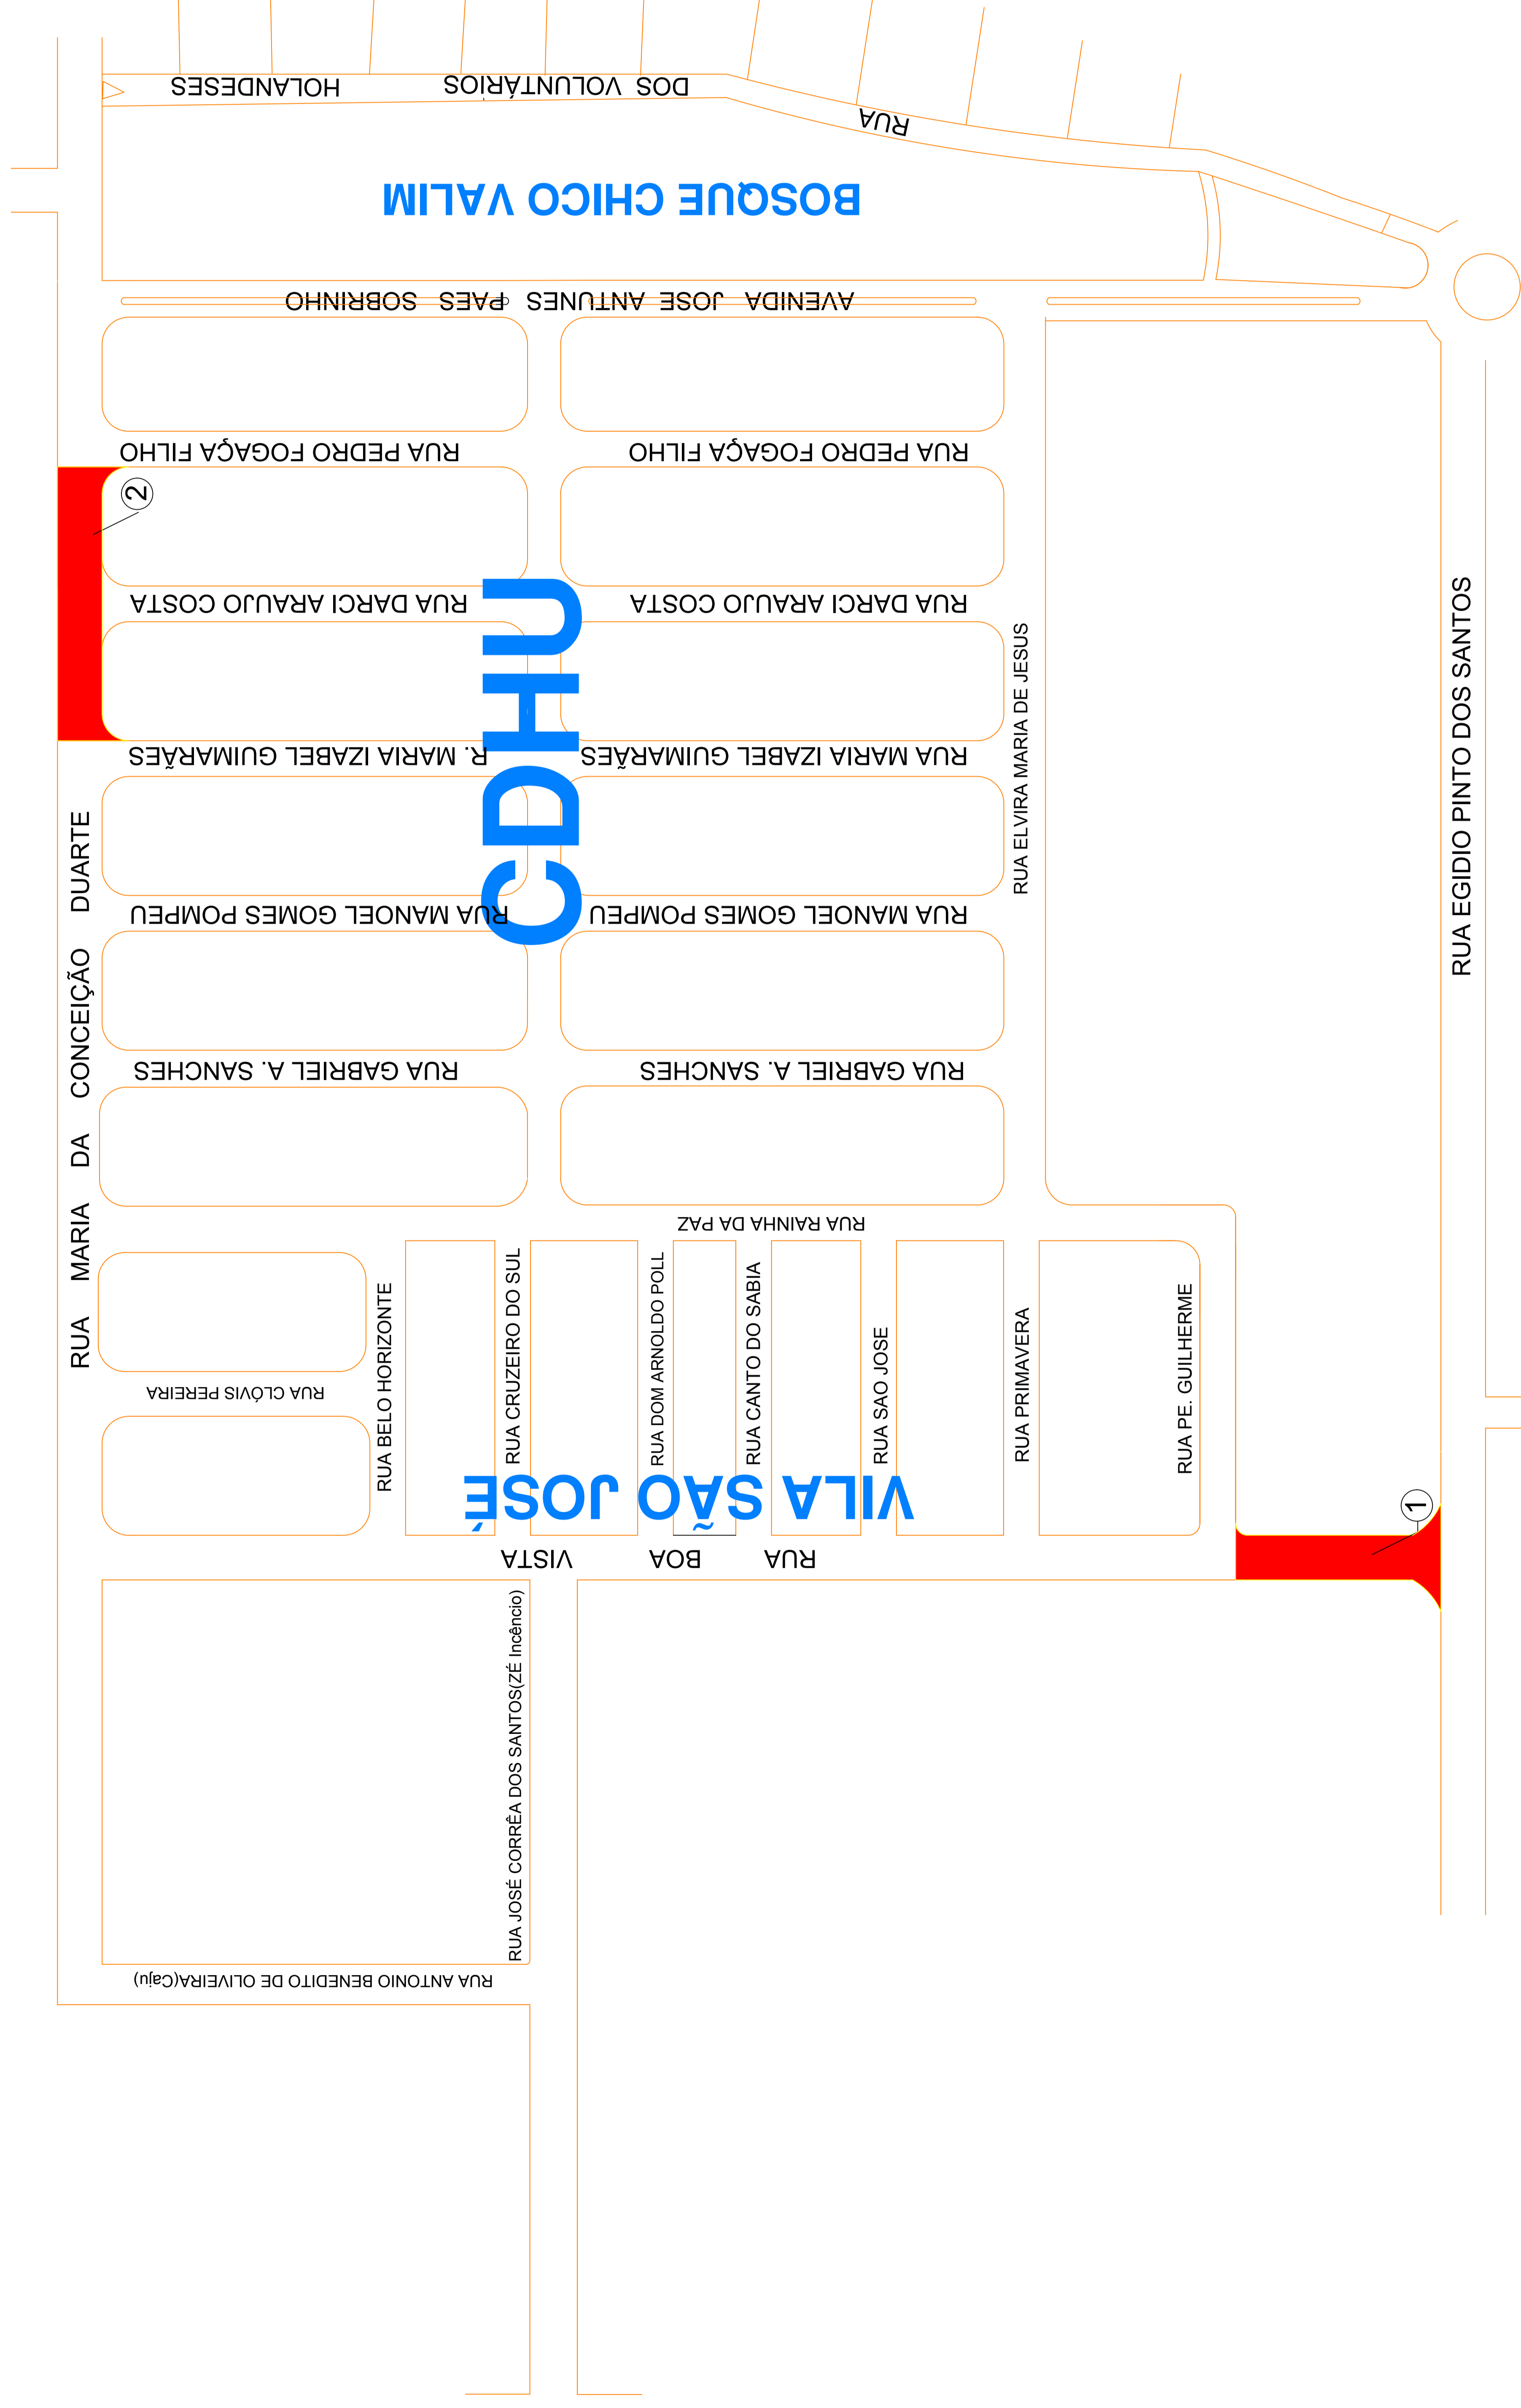 RUA DOS VOLUNTÁRIOS HOLANDESES
BOSQUE CHICO VALIM
AVENIDA JOSE ANTUNES PAES SOBRINHO
RUA PEDRO FOGAÇA FILHO
RUA PEDRO FOGAÇA FILHO
2
RUA DARCI ARAUJO COSTA
RUA DARCI ARAUJO COSTA
CDHU
R. MARIA IZABEL GUIMARÃES
RUA MARIA IZABEL GUIMARÃES
RUA ELVIRA MARIA DE JESUS
RUA EGIDIO PINTO DOS SANTOS
RUA MARIA DA CONCEIÇÃO DUARTE
RUA MANOEL GOMES POMPEU
RUA MANOEL GOMES POMPEU
RUA GABRIEL A. SANCHES
RUA GABRIEL A. SANCHES
RUA RAINHA DA PAZ
RUA CLÓVIS PEREIRA
RUA BELO HORIZONTE
RUA CRUZEIRO DO SUL
RUA DOM ARNOLDO POLL
RUA CANTO DO SABIA
RUA SAO JOSE
RUA PRIMAVERA
RUA PE. GUILHERME
VILA SÃO JOSÉ
1
RUA BOA VISTA
RUA JOSÉ CORRÊA DOS SANTOS(ZÉ Incêncio)
RUA ANTONIO BENEDITO DE OLIVEIRA(Caju)